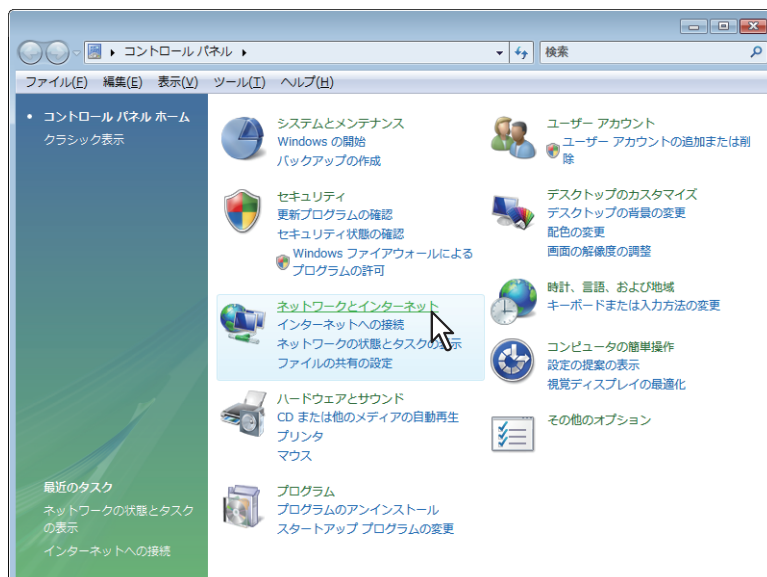 コントロール パネル
検索
ファイル(F) 編集(E) 表示(V) ツール(T) ヘルプ(H)
コントロール パネル ホーム
クラシック表示
システムとメンテナンス
Windows の開始
バックアップの作成
セキュリティ
更新プログラムの確認
セキュリティ状態の確認
Windows ファイアウォールによる
プログラムの許可
ネットワークとインターネット
インターネットへの接続
ネットワークの状態とタスクの表示
ファイルの共有の設定
ハードウェアとサウンド
CD または他のメディアの自動再生
プリンタ
マウス
プログラム
プログラムのアンインストール
スタートアップ プログラムの変更
ユーザー アカウント
ユーザー アカウントの追加または削
除
デスクトップのカスタマイズ
デスクトップの背景の変更
配色の変更
画面の解像度の調整
時計、言語、および地域
キーボードまたは入力方法の変更
コンピュータの簡単操作
設定の提案の表示
視覚ディスプレイの最適化
その他のオプション
最近のタスク
ネットワークの状態とタスク
の表示
インターネットへの接続